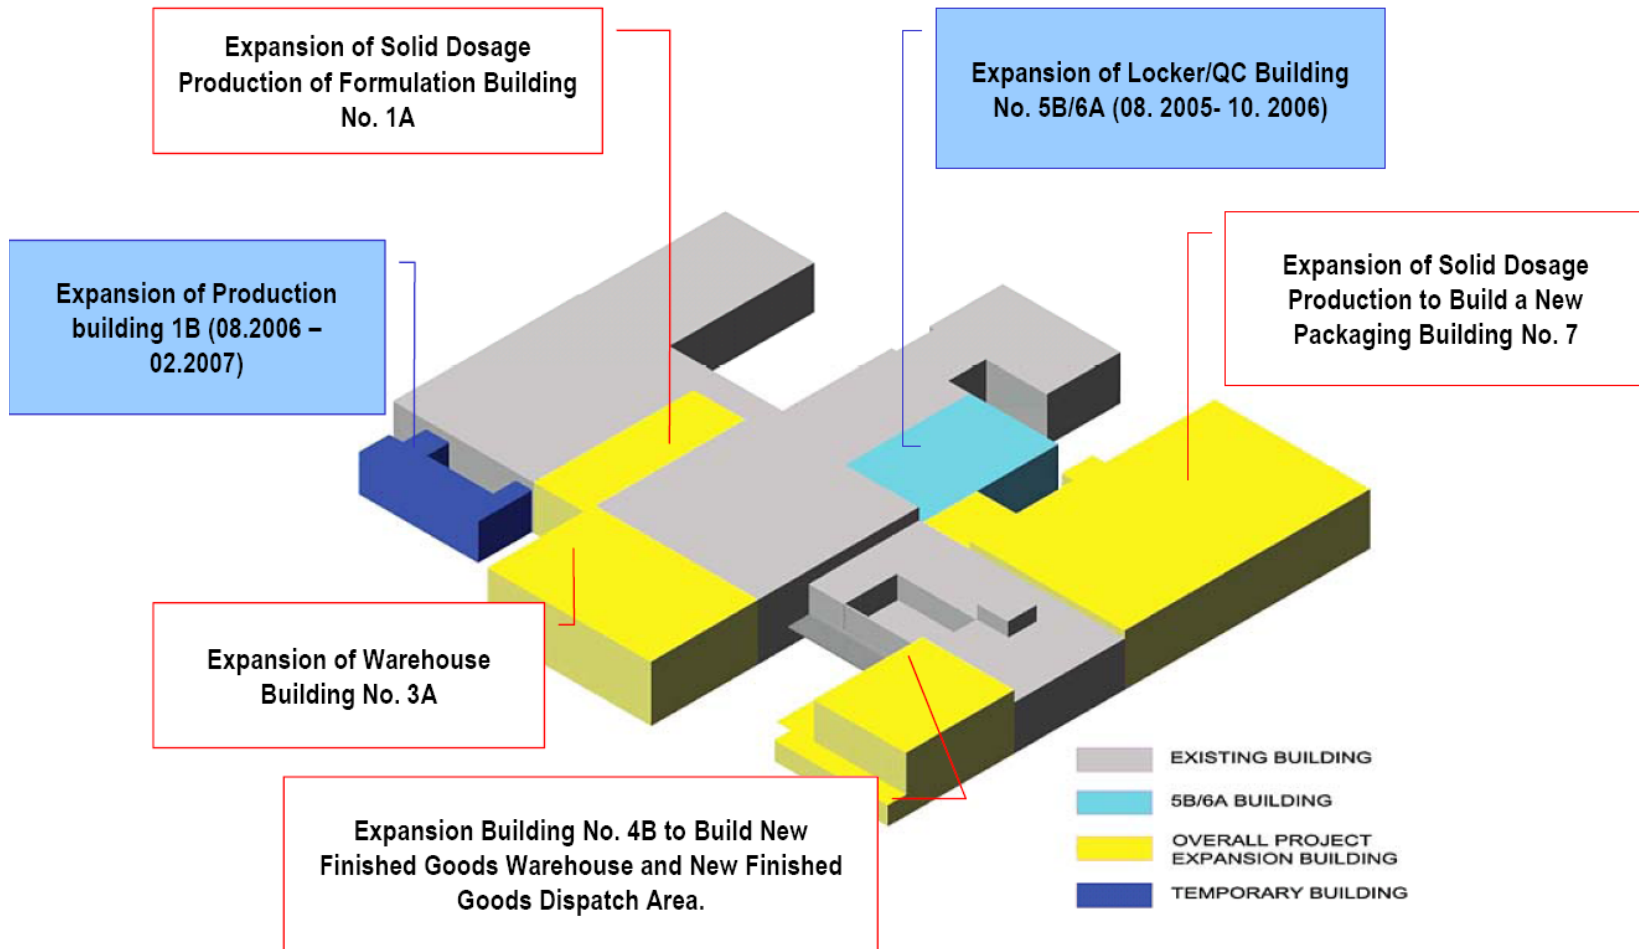 Expansion of Solid Dosage
Production of Formulation Building
No. 1A
Expansion of Locker/QC Building
No. 5B/6A (08. 2005- 10. 2006)
Expansion of Production
building 1B (08.2006 –
02.2007)
Expansion of Solid Dosage
Production to Build a New
Packaging Building No. 7
Expansion of Warehouse
Building No. 3A
Expansion Building No. 4B to Build New
Finished Goods Warehouse and New Finished
Goods Dispatch Area.
EXISTING BUILDING
5B/6A BUILDING
OVERALL PROJECT
EXPANSION BUILDING
TEMPORARY BUILDING